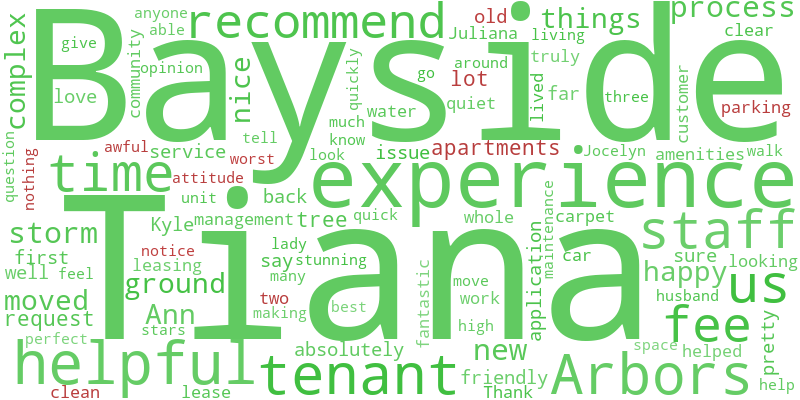 anyone
able
recommend
old
things
process
complex
give
Bayside
Juliana
living
clear
community
opinion
nice
quickly
around
go
truly
love
water
quiet
lived
far
three
customer
lot
parking
much
know
tell
question
awful
service
worst
look
issue
apartments
Jocelyn
amenities
walk
nothing
time
attitude
unit
back
experience
Kyle
management
tree
quick
whole
application
maintenance
carpet
staff
storm
Tiana
notice
lady
say
stunning
car
sure
looking
first
leasing
well
feel
ground
many
fantastic
move
happy
husband
us
moved
request
Ann
two
making
best
work
high
pretty
fee
stars
perfect
absolutely
new
space
helped
helpful
tenant
friendly
Arbors
help
clean
lease
Thank